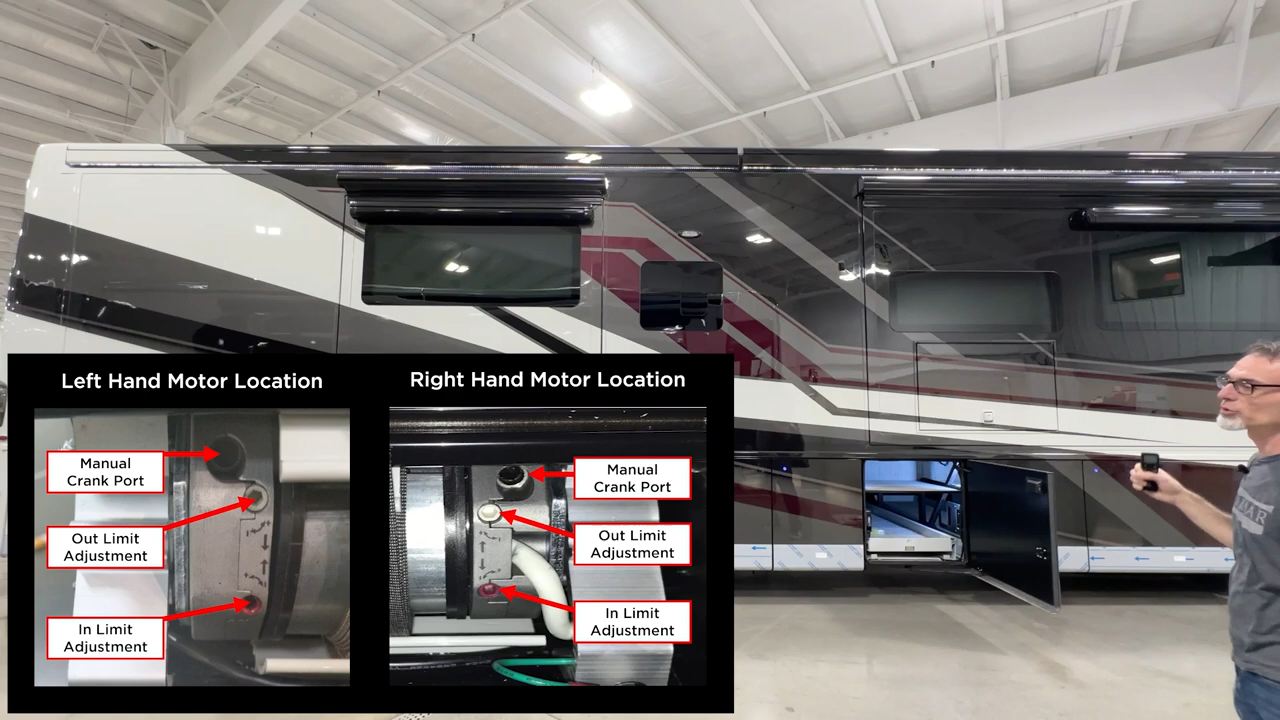 Left Hand Motor Location
Manual
Crank Port
Out Limit
Adjustment
In Limit
Adjustment
Right Hand Motor Location
Manual
Crank Port
Out Limit
Adjustment
In Limit
Adjustment